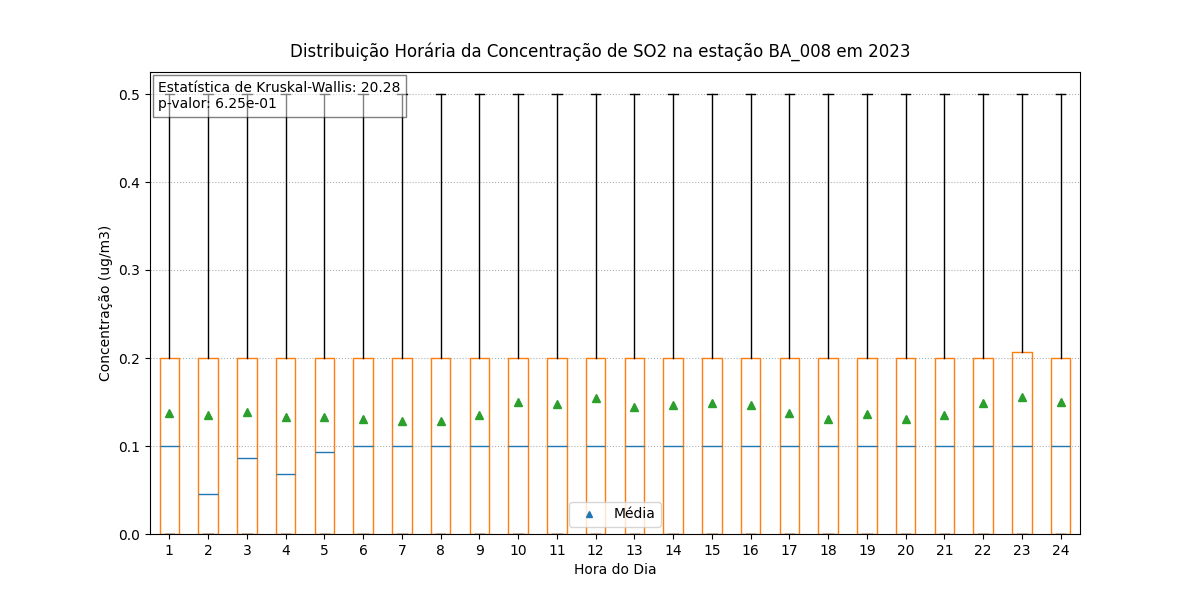 Distribuição Horária da Concentração de SO2 na estação BA_008 em 2023
Estatística de Kruskal-Wallis: 20.28
p-valor: 6.25e-01
Concentração (ug/m3)
0.5
0.4
0.3
0.2
0.1
0.0
Média
1 2 3 4 5 6 7 8 9 10 11 12 13 14 15 16 17 18 19 20 21 22 23 24
Hora do Dia